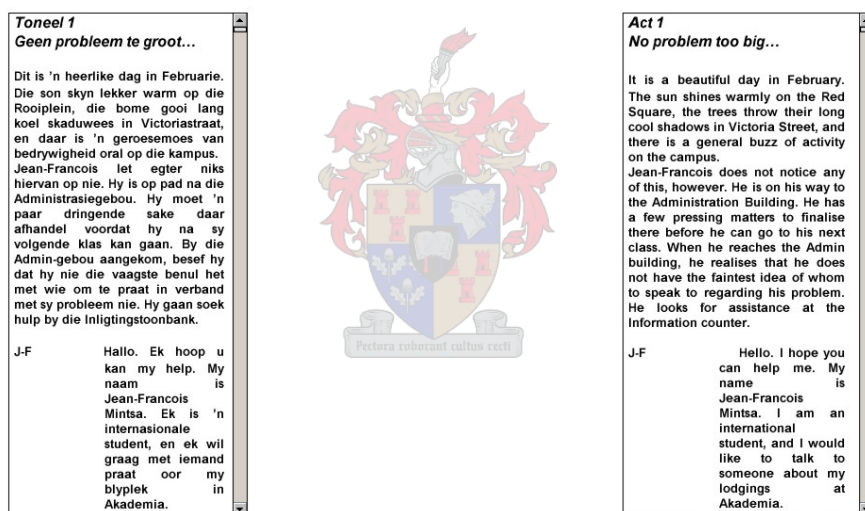 Toneel 1
Geen probleem te groot…
Dit is 'n heerlike dag in Februarie.
Die son skyn lekker warm op die
Rooiplein, die bome gooi lang
koel skaduwees in Victoriastraat,
en daar is 'n geroesemoes van
bedrywigheid oral op die kampus.
Jean-Francois let egter niks
hiervan op nie. Hy is op pad na die
Administrasiegebou. Hy moet 'n
paar dringende sake daar
afhandel voordat hy na sy
volgende klas kan gaan. By die
Admin-gebou aangekom, besef hy
dat hy nie die vaagste benul het
met wie om te praat in verband
met sy probleem nie. Hy gaan soek
hulp by die Inligtingstoonbank.
J-F Hallo. Ek hoop u
kan my help. My
naam is
Jean-Francois
Mintsa. Ek is 'n
internasionale
student, en ek wil
graag met iemand
praat oor my
blyplek in
Akademia.
Pectora roborant cultus recti
Act 1
No problem too big…
It is a beautiful day in February.
The sun shines warmly on the Red
Square, the trees throw their long
cool shadows in Victoria Street, and
there is a general buzz of activity
on the campus.
Jean-Francois does not notice any
of this, however. He is on his way to
the Administration Building. He has
a few pressing matters to finalise
there before he can go to his next
class. When he reaches the Admin
building, he realises that he does
not have the faintest idea of whom
to speak to regarding his problem.
He looks for assistance at the
Information counter.
J-F Hello. I hope you
can help me. My
name is
Jean-Francois
Mintsa. I am an
international
student, and I would
like to talk to
someone about my
lodgings at
Akademia.